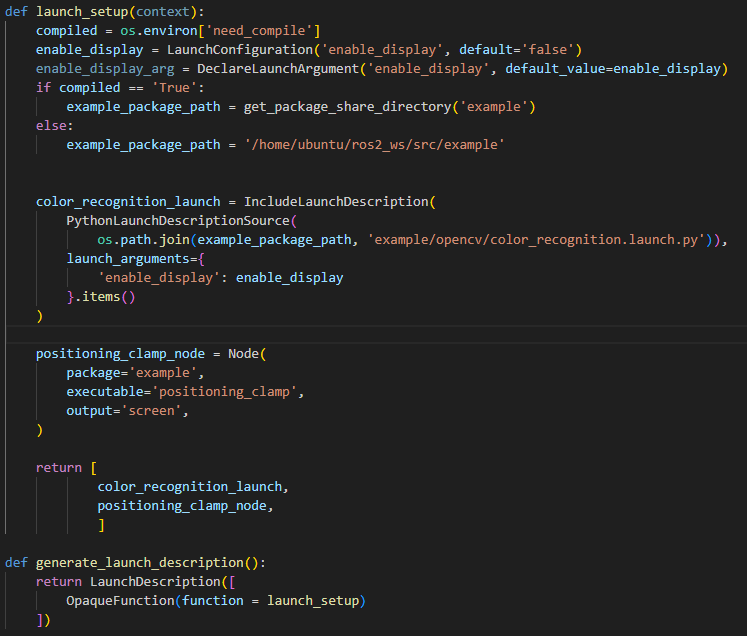 def launch_setup(context):
    compiled = os.environ['need_compile']
    enable_display = LaunchConfiguration('enable_display', default='false')
    enable_display_arg = DeclareLaunchArgument('enable_display', default_value=enable_display)
    if compiled == 'True':
        example_package_path = get_package_share_directory('example')
    else:
        example_package_path = '/home/ubuntu/ros2_ws/src/example'
    color_recognition_launch = IncludeLaunchDescription(
        PythonLaunchDescriptionSource(
            os.path.join(example_package_path, 'example/opencv/color_recognition.launch.py')),
        launch_arguments={
            'enable_display': enable_display
        }.items()
    )
    positioning_clamp_node = Node(
        package='example',
        executable='positioning_clamp',
        output='screen',
    )
    return [
            color_recognition_launch,
            positioning_clamp_node,
            ]
def generate_launch_description():
    return LaunchDescription([
        OpaqueFunction(function = launch_setup)
    ])